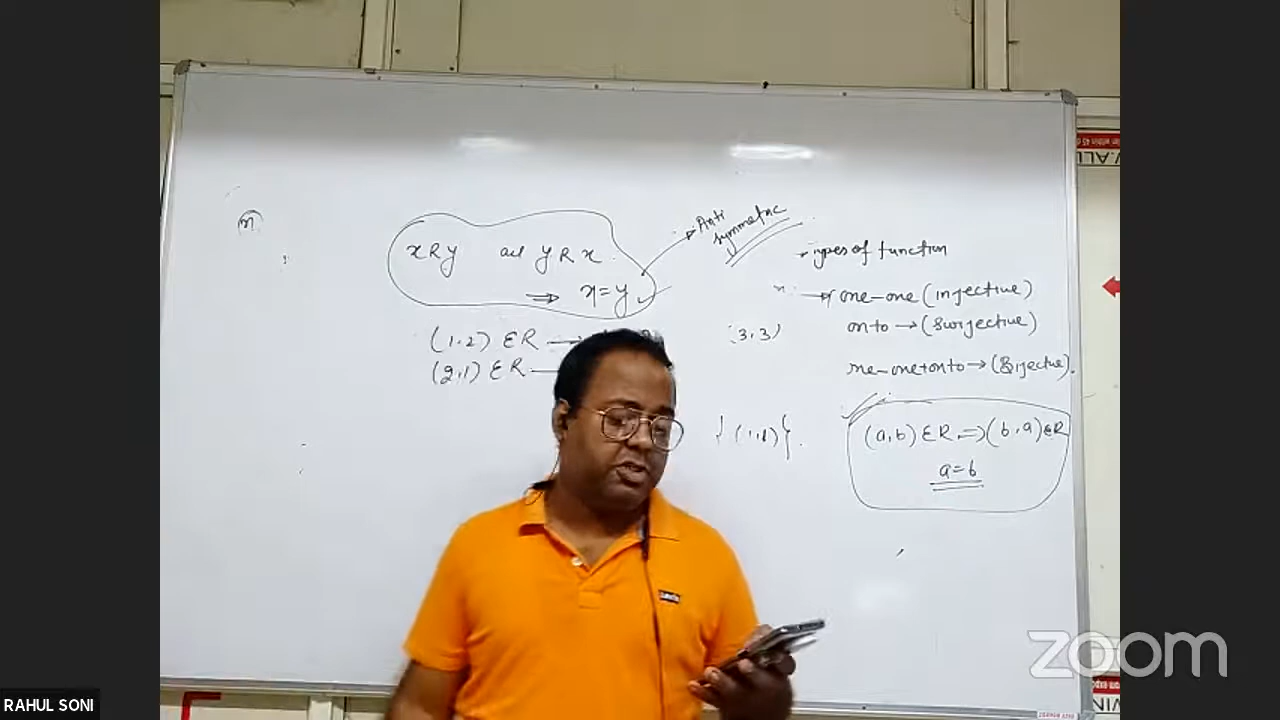 n
xRy and yRx
⇒ x=y
Anti
symmetric
(1,2) ∈R
(2,1) ∈R
(3,3)
{(1,1)}.
Types of function
one-one (injective)
onto → (Surjective)
one-one+onto → (Bijective).
(a,b) ∈R ⇒ (b,a) ∈R
a=b
zoom
RAHUL SONI